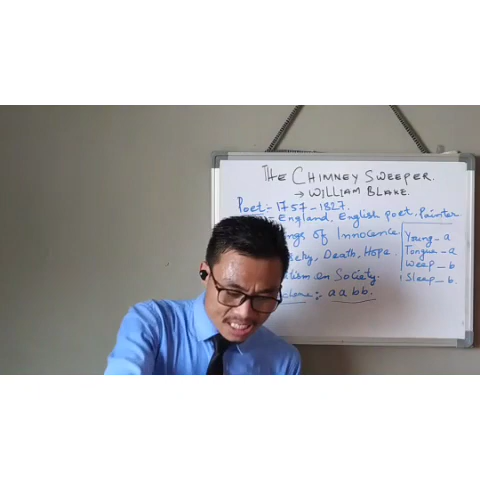 THE CHIMNEY SWEEPER.
→ WILLIAM BLAKE.
Poet = 1757 - 1827.
England, English poet, Painter
of Innocence
Death, Hope.
on Society.
:- aabb.
Young - a
Tongue - a
Weep - b
Sleep - b.